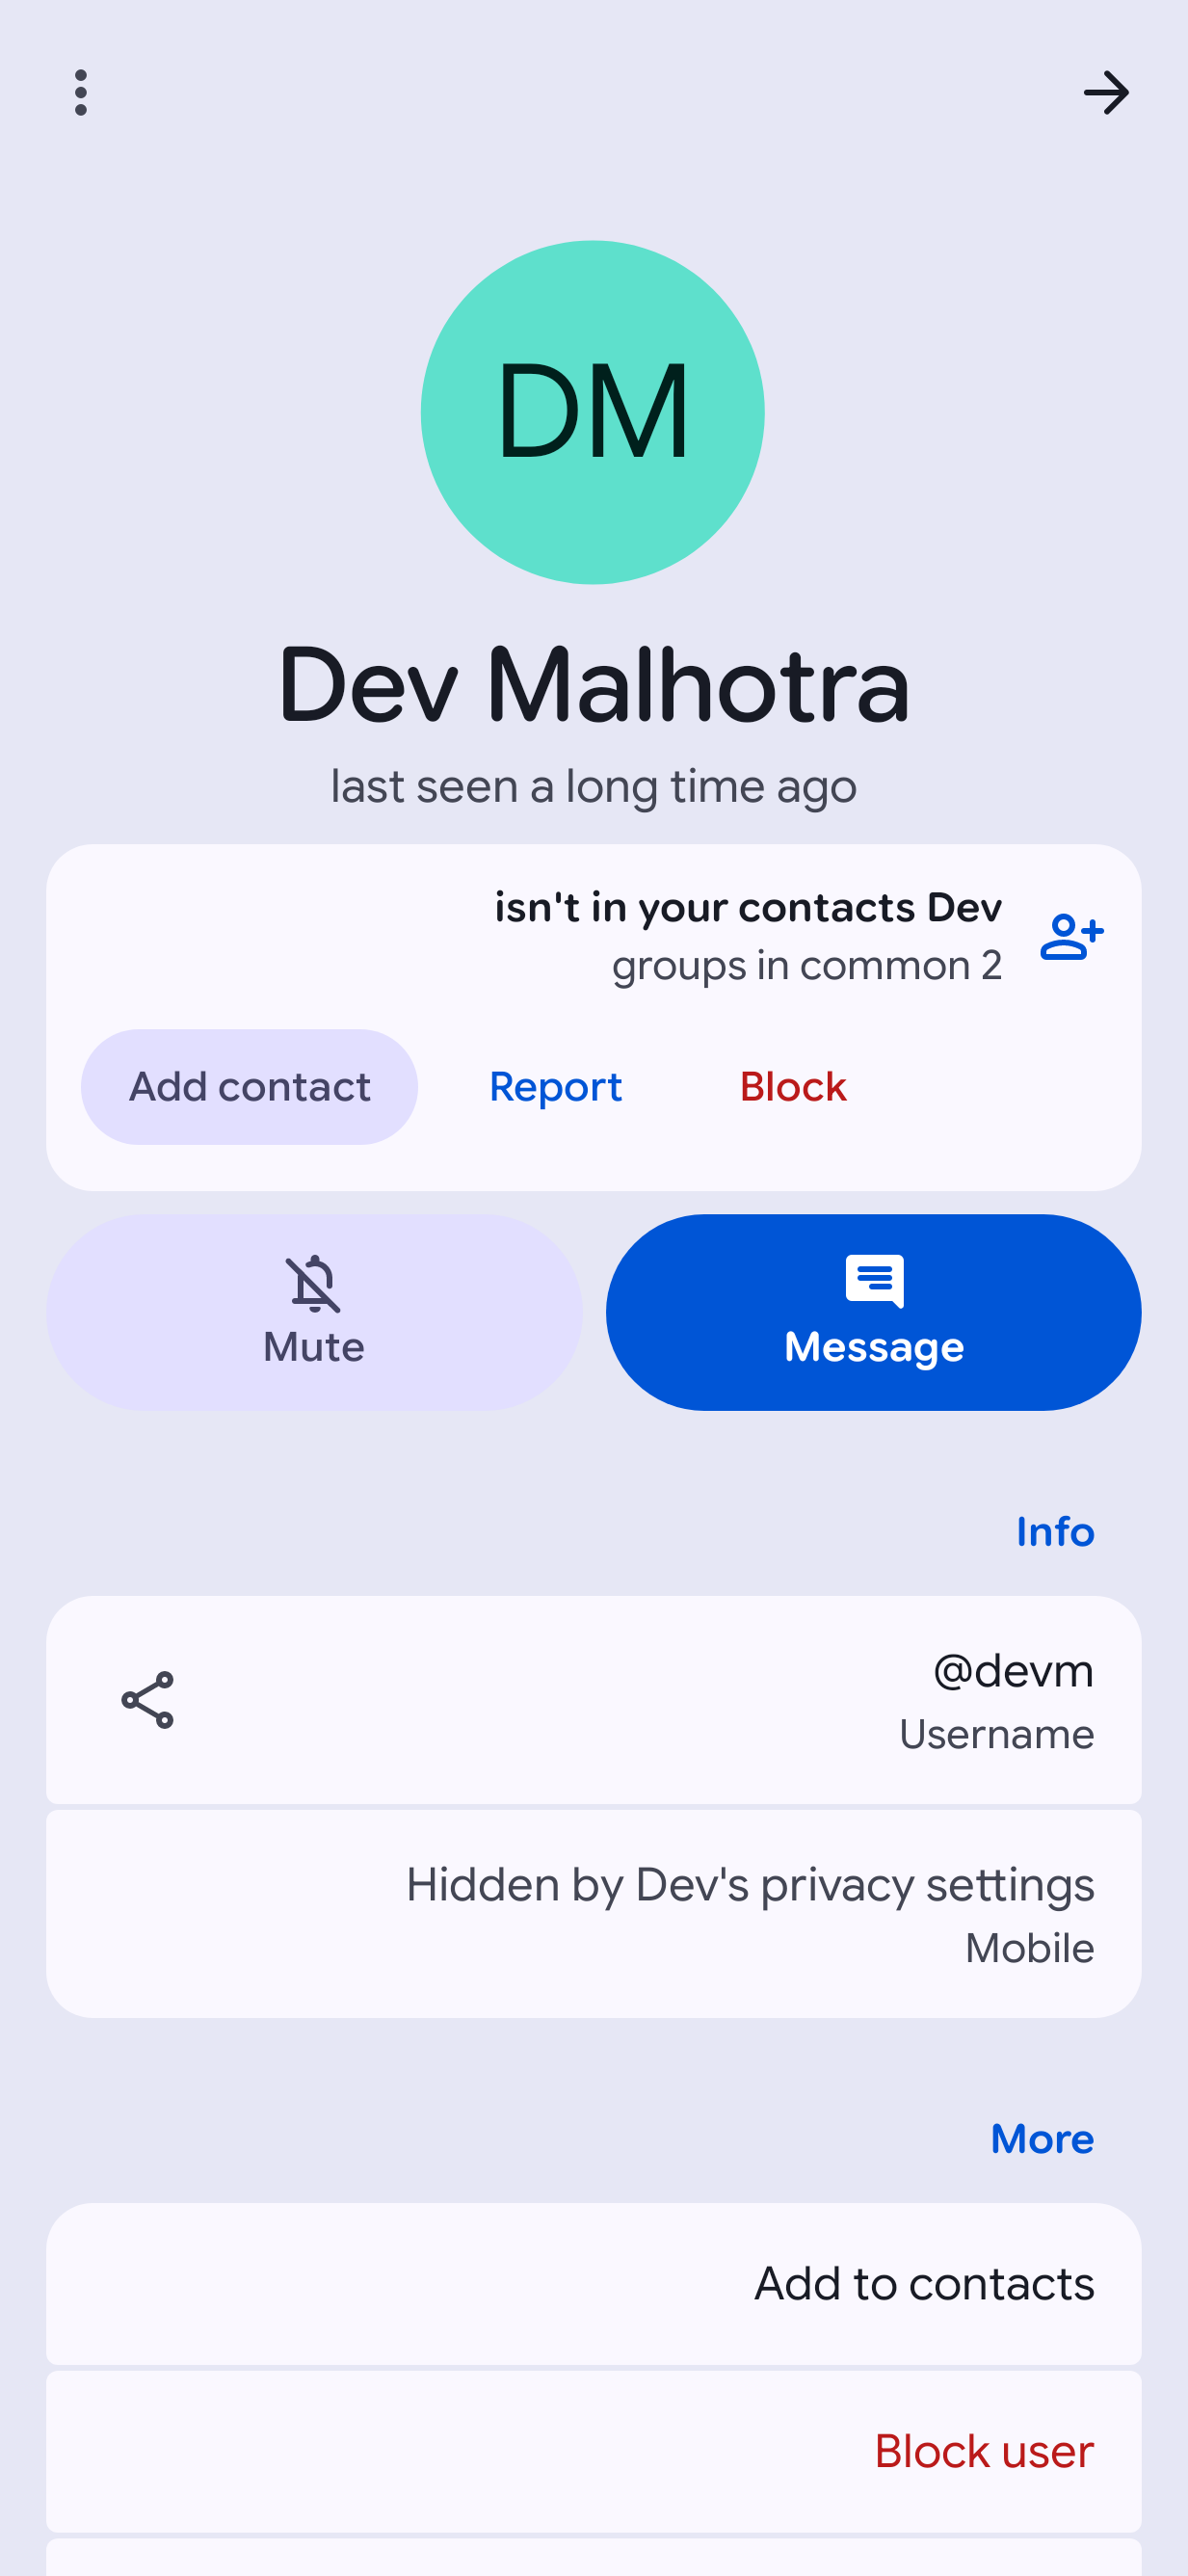 DM
Dev Malhotra
last seen a long time ago
isn't in your contacts Dev
groups in common 2
Add contact
Report
Block
Mute
Message
Info
@devm
Username
Hidden by Dev's privacy settings
Mobile
More
Add to contacts
Block user